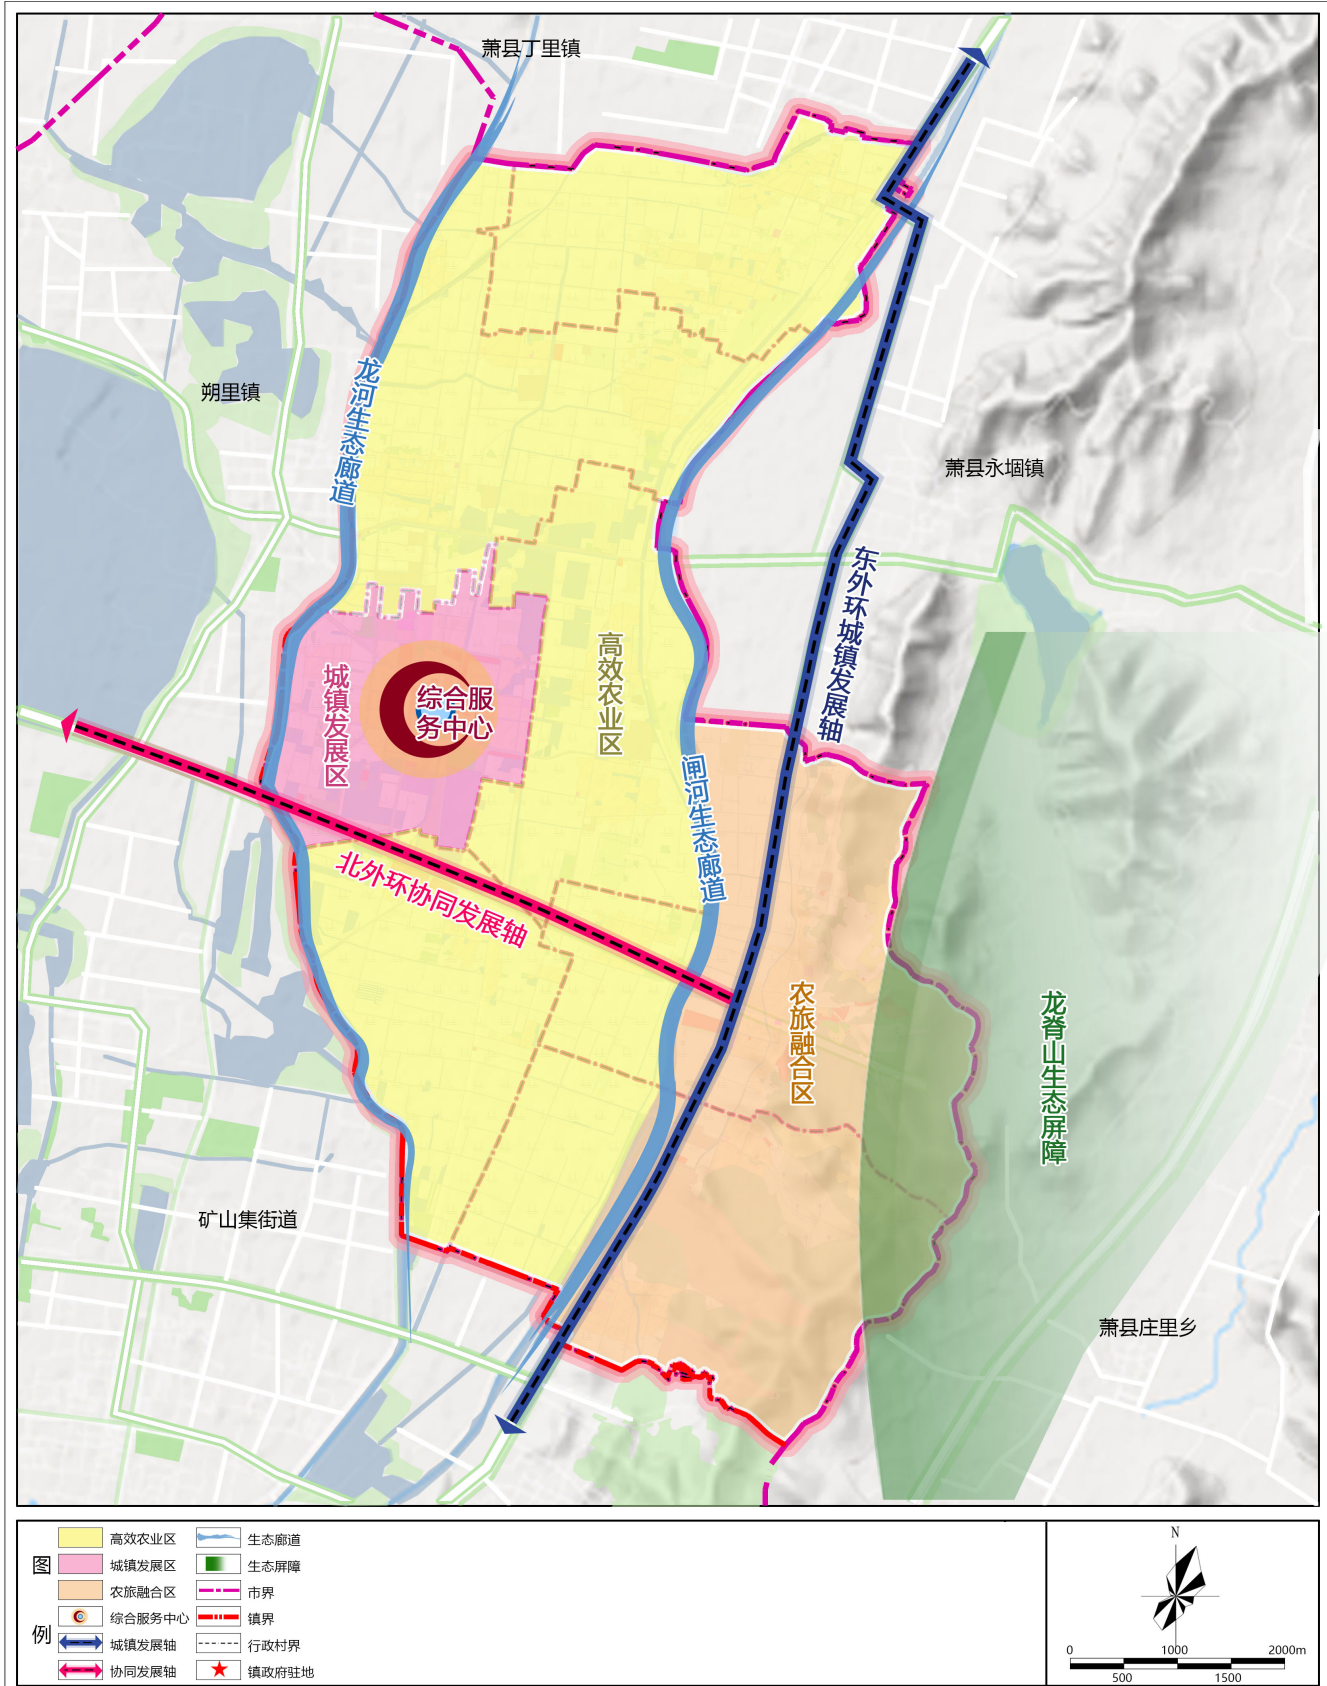 萧县丁里镇
朔里镇
龙河生态廊道
萧县永堌镇
东外环城镇发展轴
高效农业区
城镇发展区
综合服
务中心
闸河生态廊道
北外环协同发展轴
农旅融合区
龙脊山生态屏障
矿山集街道
萧县庄里乡
图例
高效农业区
城镇发展区
农旅融合区
综合服务中心
城镇发展轴
协同发展轴
生态廊道
生态屏障
市界
镇界
行政村界
镇政府驻地
N
0 1000 2000m
500 1500